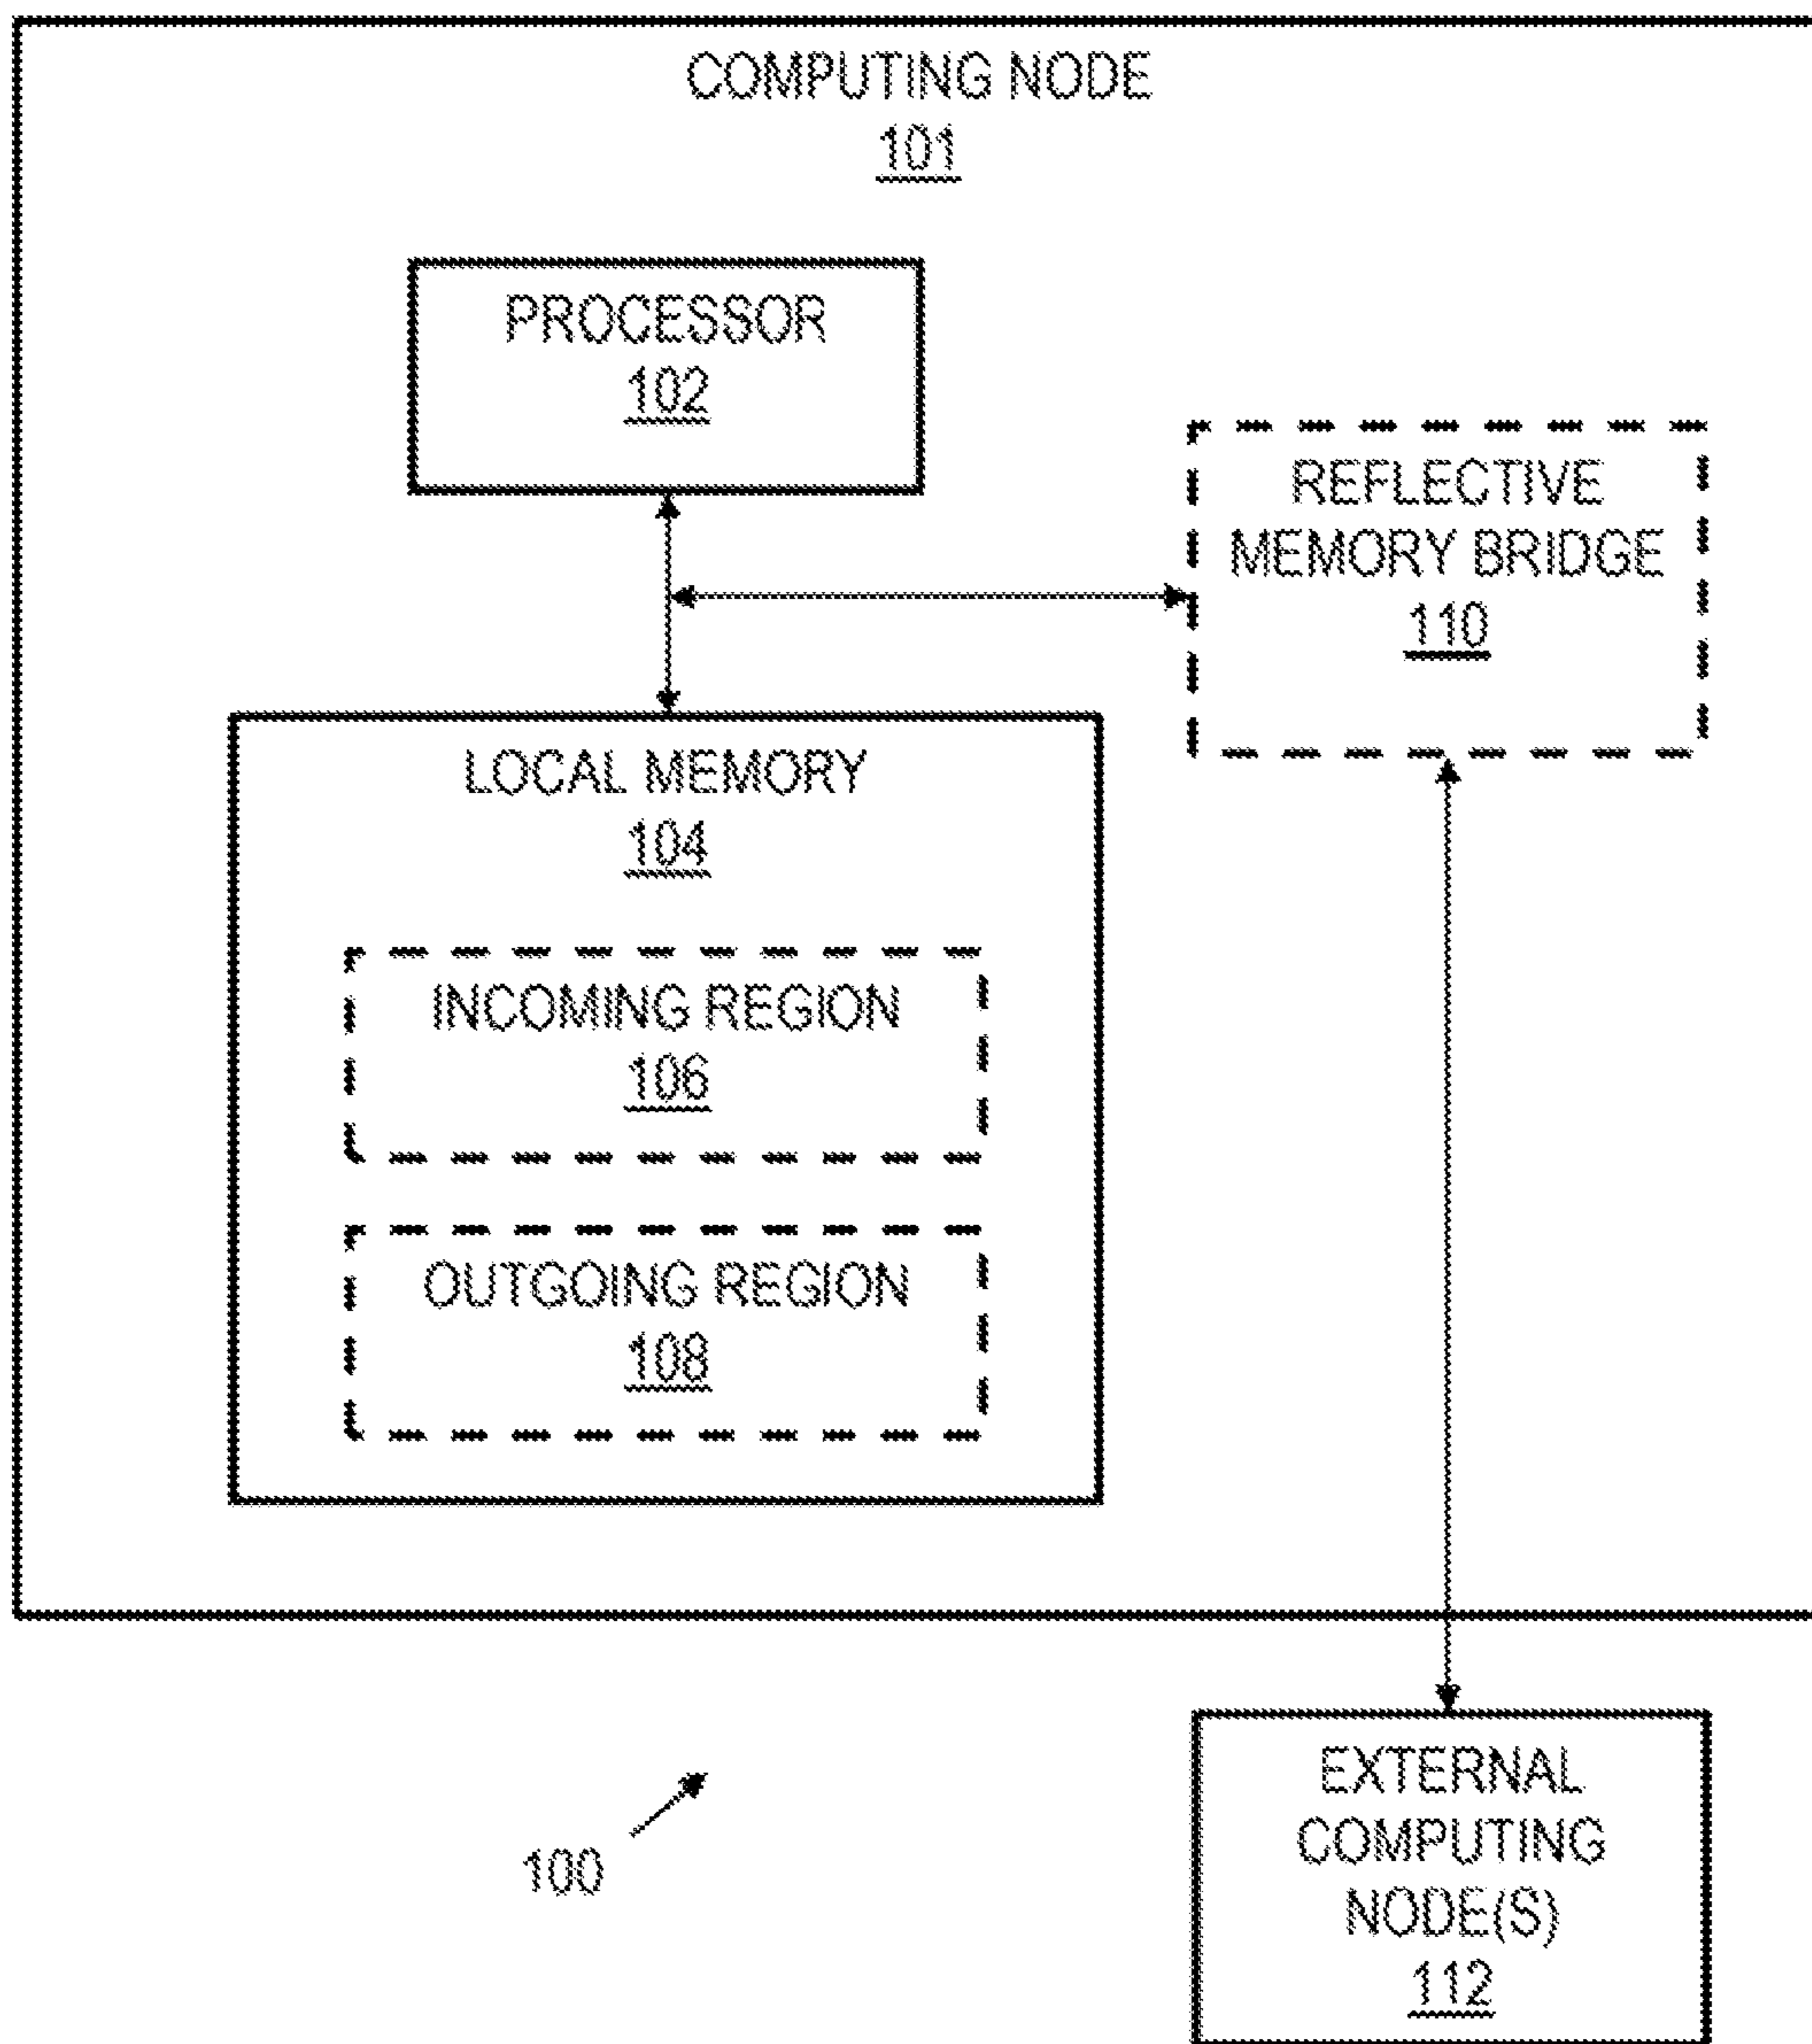 COMPUTING NODE
101
PROCESSOR
102
REFLECTIVE
MEMORY BRIDGE
110
LOCAL MEMORY
104
INCOMING REGION
106
OUTGOING REGION
108
100
EXTERNAL
COMPUTING
NODE(S)
112